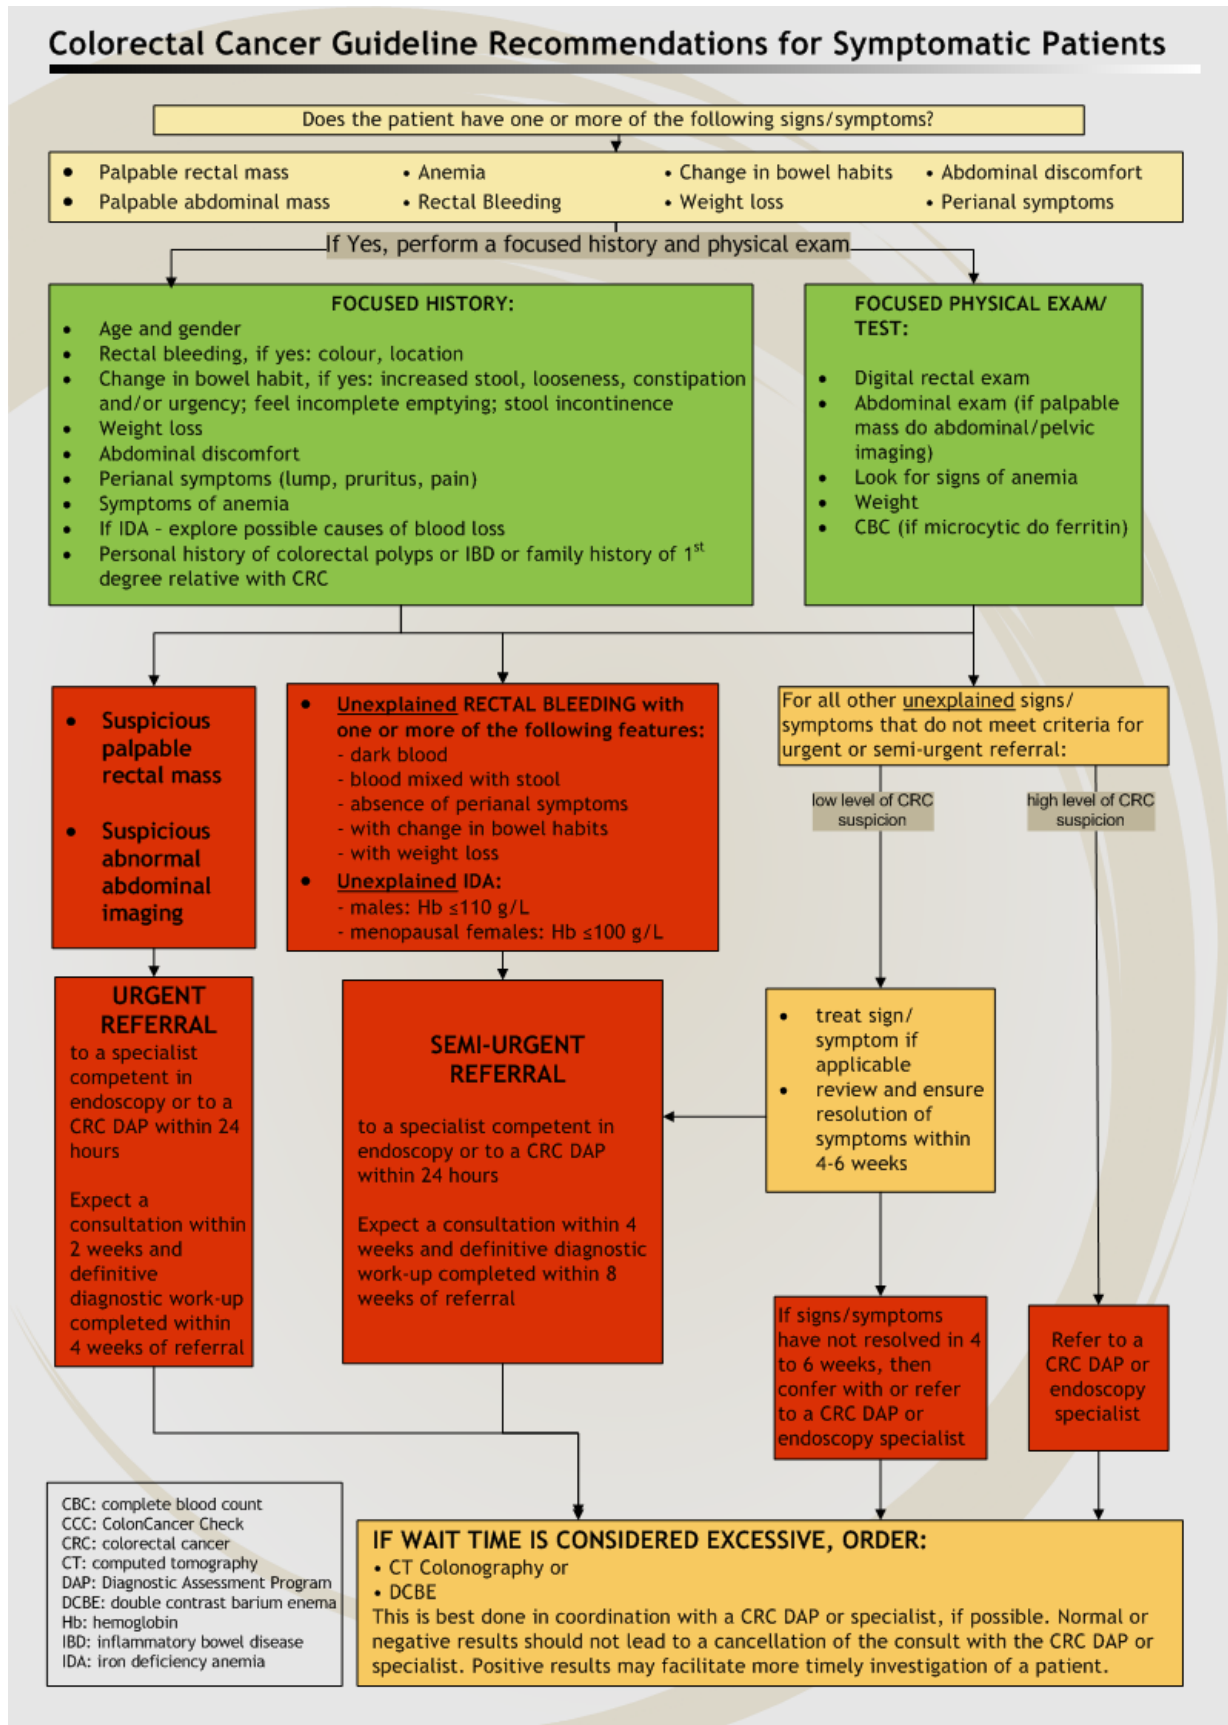 Colorectal Cancer Guideline Recommendations for Symptomatic Patients
Does the patient have one or more of the following signs/symptoms?
• Palpable rectal mass • Anemia • Change in bowel habits • Abdominal discomfort
• Palpable abdominal mass • Rectal Bleeding • Weight loss • Perianal symptoms
If Yes, perform a focused history and physical exam
FOCUSED HISTORY:
• Age and gender
• Rectal bleeding, if yes: colour, location
• Change in bowel habit, if yes: increased stool, looseness, constipation
and/or urgency; feel incomplete emptying; stool incontinence
• Weight loss
• Abdominal discomfort
• Perianal symptoms (lump, pruritus, pain)
• Symptoms of anemia
• If IDA – explore possible causes of blood loss
• Personal history of colorectal polyps or IBD or family history of 1st
degree relative with CRC
FOCUSED PHYSICAL EXAM/
TEST:
• Digital rectal exam
• Abdominal exam (if palpable
mass do abdominal/pelvic
imaging)
• Look for signs of anemia
• Weight
• CBC (if microcytic do ferritin)
• Suspicious
palpable
rectal mass
• Suspicious
abnormal
abdominal
imaging
• Unexplained RECTAL BLEEDING with
one or more of the following features:
- dark blood
- blood mixed with stool
- absence of perianal symptoms
- with change in bowel habits
- with weight loss
• Unexplained IDA:
- males: Hb ≤110 g/L
- menopausal females: Hb ≤100 g/L
For all other unexplained signs/
symptoms that do not meet criteria for
urgent or semi-urgent referral:
low level of CRC
suspicion
high level of CRC
suspicion
URGENT
REFERRAL
to a specialist
competent in
endoscopy or to a
CRC DAP within 24
hours
Expect a
consultation within
2 weeks and
definitive
diagnostic work-up
completed within
4 weeks of referral
SEMI-URGENT
REFERRAL
to a specialist competent in
endoscopy or to a CRC DAP
within 24 hours
Expect a consultation within 4
weeks and definitive diagnostic
work-up completed within 8
weeks of referral
• treat sign/
symptom if
applicable
• review and ensure
resolution of
symptoms within
4-6 weeks
If signs/symptoms
have not resolved in 4
to 6 weeks, then
confer with or refer
to a CRC DAP or
endoscopy specialist
Refer to a
CRC DAP or
endoscopy
specialist
CBC: complete blood count
CCC: ColonCancer Check
CRC: colorectal cancer
CT: computed tomography
DAP: Diagnostic Assessment Program
DCBE: double contrast barium enema
Hb: hemoglobin
IBD: inflammatory bowel disease
IDA: iron deficiency anemia
IF WAIT TIME IS CONSIDERED EXCESSIVE, ORDER:
• CT Colonography or
• DCBE
This is best done in coordination with a CRC DAP or specialist, if possible. Normal or
negative results should not lead to a cancellation of the consult with the CRC DAP or
specialist. Positive results may facilitate more timely investigation of a patient.